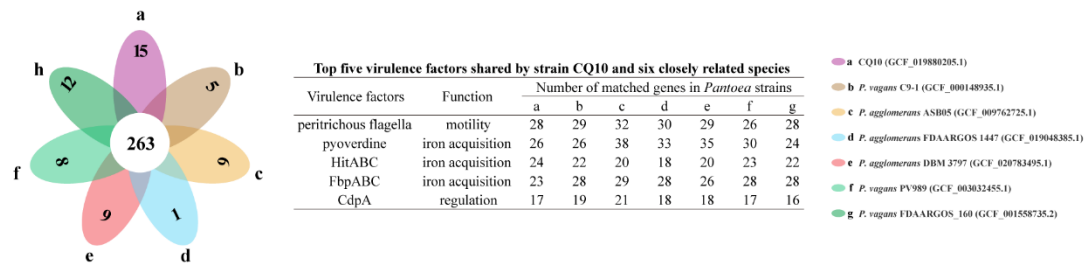 a
15
h
12
b
5
263
f
8
c
6
e
9
d
1
Top five virulence factors shared by strain CQ10 and six closely related species
Virulence factors Function Number of matched genes in Pantoea strains
a b c d e f g
peritrichous flagella motility 28 29 32 30 29 26 28
pyoverdine iron acquisition 26 26 38 33 35 30 24
HitABC iron acquisition 24 22 20 18 20 23 22
FbpABC iron acquisition 23 28 29 28 26 28 28
CdpA regulation 17 19 21 18 18 17 16
a CQ10 (GCF_019880205.1)
b P. vagans C9-1 (GCF_000148935.1)
c P. agglomerans ASB05 (GCF_009762725.1)
d P. agglomerans FDAARGOS 1447 (GCF_019048385.1)
e P. agglomerans DBM 3797 (GCF_020783495.1)
f P. vagans PV989 (GCF_003032455.1)
g P. vagans FDAARGOS_160 (GCF_001558735.2)